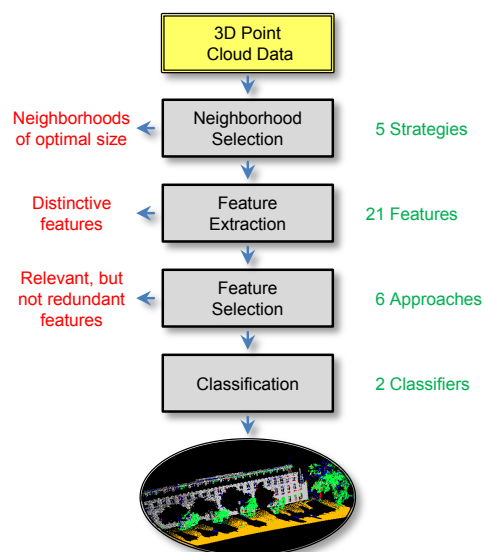 3D Point
Cloud Data
Neighborhoods
of optimal size
Neighborhood
Selection
5 Strategies
Distinctive
features
Feature
Extraction
21 Features
Relevant, but
not redundant
features
Feature
Selection
6 Approaches
Classification
2 Classifiers